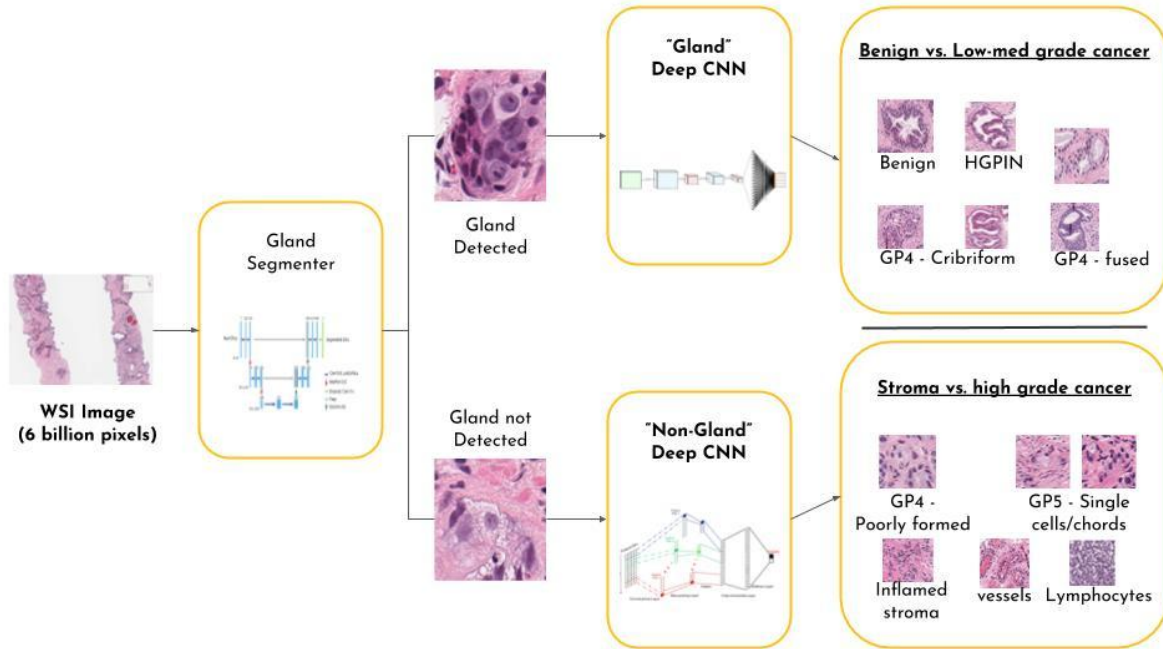 WSI Image
(6 billion pixels)
Gland
Segmenter
Gland
Detected
Gland not
Detected
"Gland"
Deep CNN
"Non-Gland"
Deep CNN
Benign vs. Low-med grade cancer
Benign
HGPIN
GP4 - Cribriform
GP4 - fused
Stroma vs. high grade cancer
GP4 -
Poorly formed
GP5 - Single
cells/chords
Inflamed
stroma
vessels
Lymphocytes